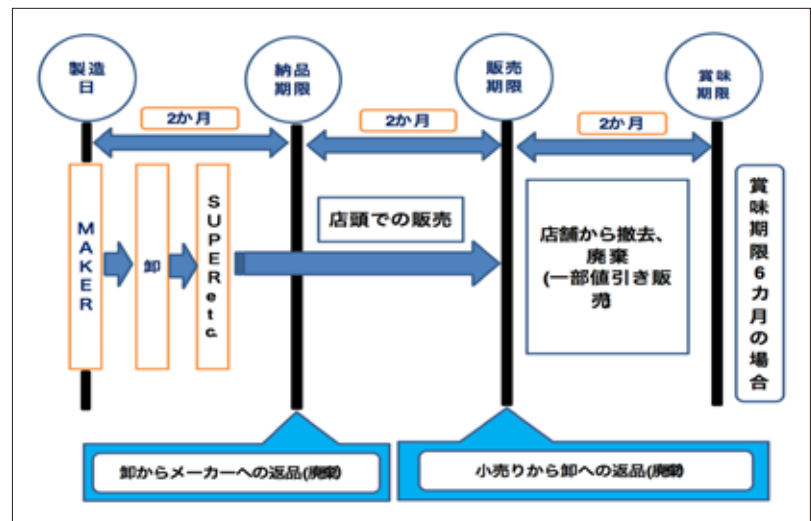 製造
日
納品
期限
販売
期限
賞味
期限
2か月
2か月
2か月
MAKER
卸
SUPERetc.
店頭での販売
店舗から撤去、
廃棄
(一部値引き販
売)
賞味期限6カ月の場合
卸からメーカーへの返品(廃棄)
小売りから卸への返品(廃棄)